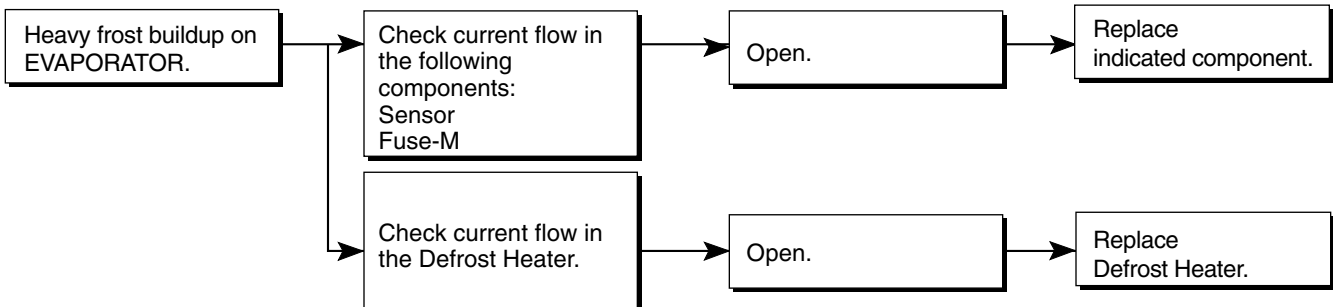 Heavy frost buildup on
EVAPORATOR.
Check current flow in
the following
components:
Sensor
Fuse-M
Open.
Replace
indicated component.
Check current flow in
the Defrost Heater.
Open.
Replace
Defrost Heater.